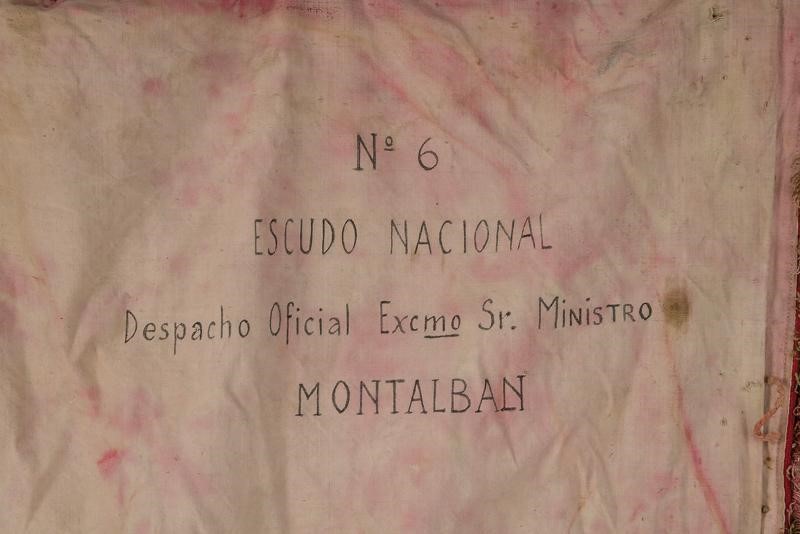 Nº 6
ESCUDO NACIONAL
Despacho Oficial Excmo Sr. MINISTRO
MONTALBAN